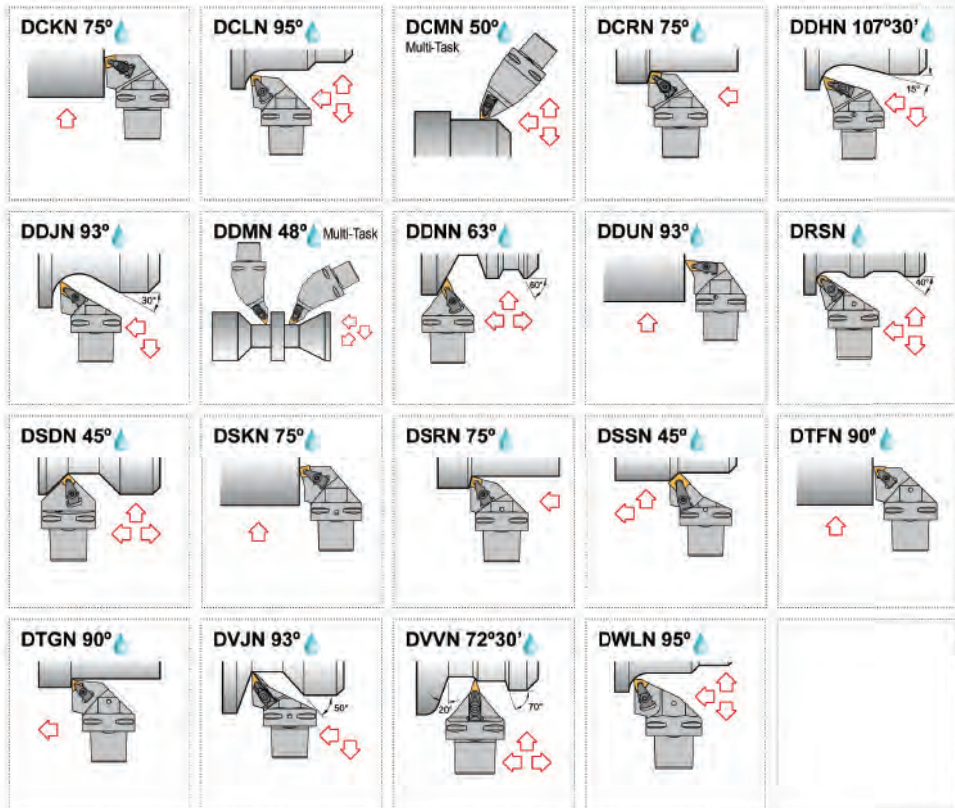 DCKN 75º
DCLN 95º
DCMN 50º
Multi-Task
DCRN 75º
DDHN 107º30’
15°
DDJN 93º
30°
DDMN 48º Multi-Task
DDNN 63º
60°
DDUN 93º
DRSN
40°
DSDN 45º
DSKN 75º
DSRN 75º
DSSN 45º
DTFN 90º
DTGN 90º
DVJN 93º
50°
DVVN 72º30’
20°
70°
DWLN 95º